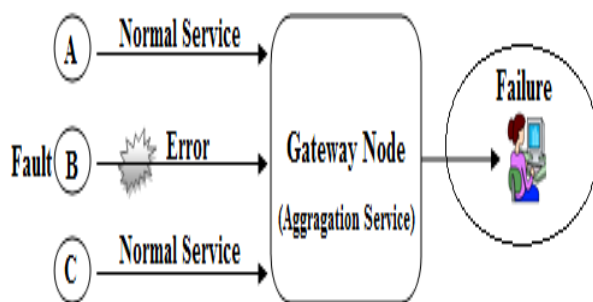 A
Normal Service
Fault
B
Error
C
Normal Service
Gateway Node
(Aggragation Service)
Failure